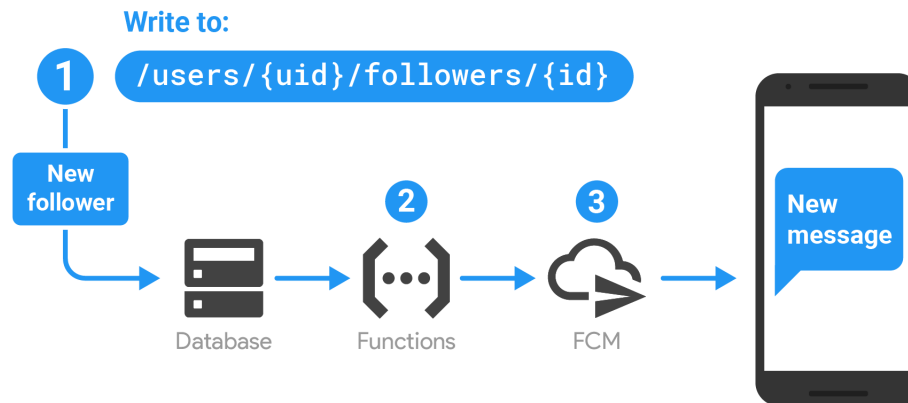 Write to:
1
/users/{uid}/followers/{id}
New
follower
2
3
New
message
Database
Functions
FCM